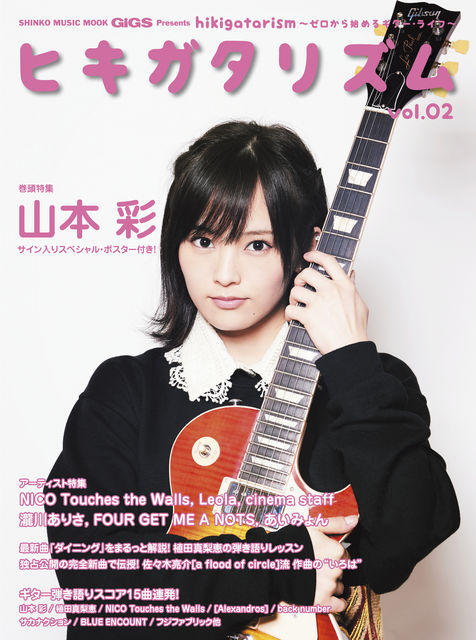 SHINKO MUSIC MOOK GiGS Presents hikigatarism ～ゼロから始めるギター・ライフ～
ヒキガタリズム
vol.02
Gibson
Les Paul
巻頭特集
山本 彩
サイン入りスペシャル・ポスター付き!
アーティスト特集
NICO Touches the Walls, Leola, cinema staff
瀧川ありさ, FOUR GET ME A NOTS, あいみょん
最新曲「ダイニング」をまるっと解説! 植田真梨恵の弾き語りレッスン
独占公開の完全新曲で伝授! 佐々木亮介[a flood of circle]流 作曲の“いろは”
ギター弾き語りスコア15曲連発!
山本 彩 / 植田真梨恵 / NICO Touches the Walls / [Alexandros] / back number
サカナクション / BLUE ENCOUNT / フジファブリック他